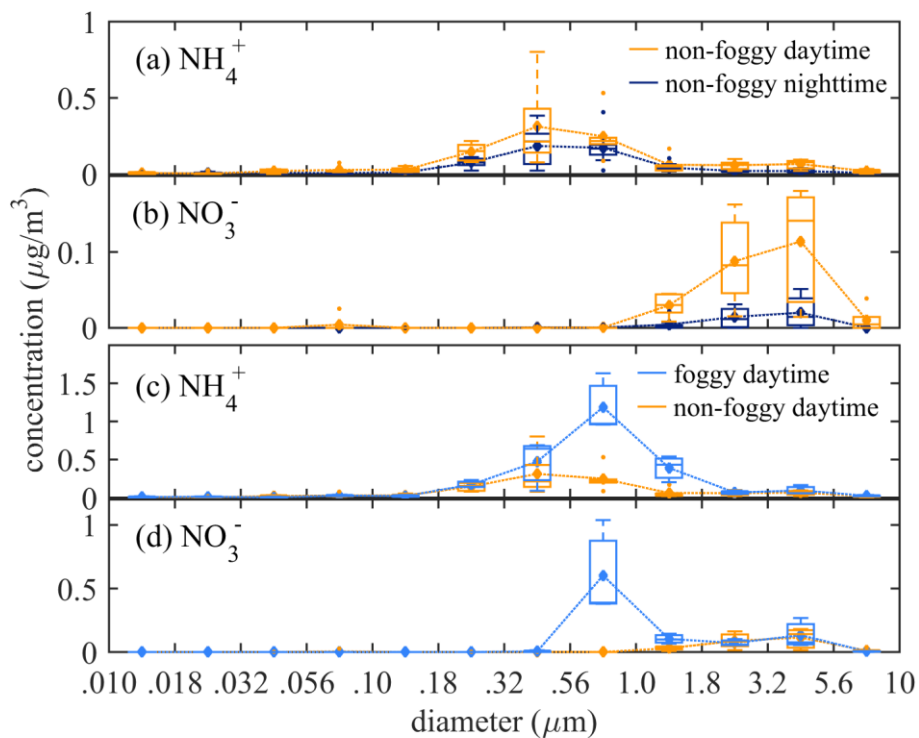 1
(a) NH₄⁺
non-foggy daytime
non-foggy nighttime
0.5
0
(b) NO₃⁻
0.1
0
(c) NH₄⁺
foggy daytime
non-foggy daytime
1.5
1
0.5
0
(d) NO₃⁻
1
0.5
0
concentration (μg/m³)
.010 .018 .032 .056 .10 .18 .32 .56 1.0 1.8 3.2 5.6 10
diameter (μm)